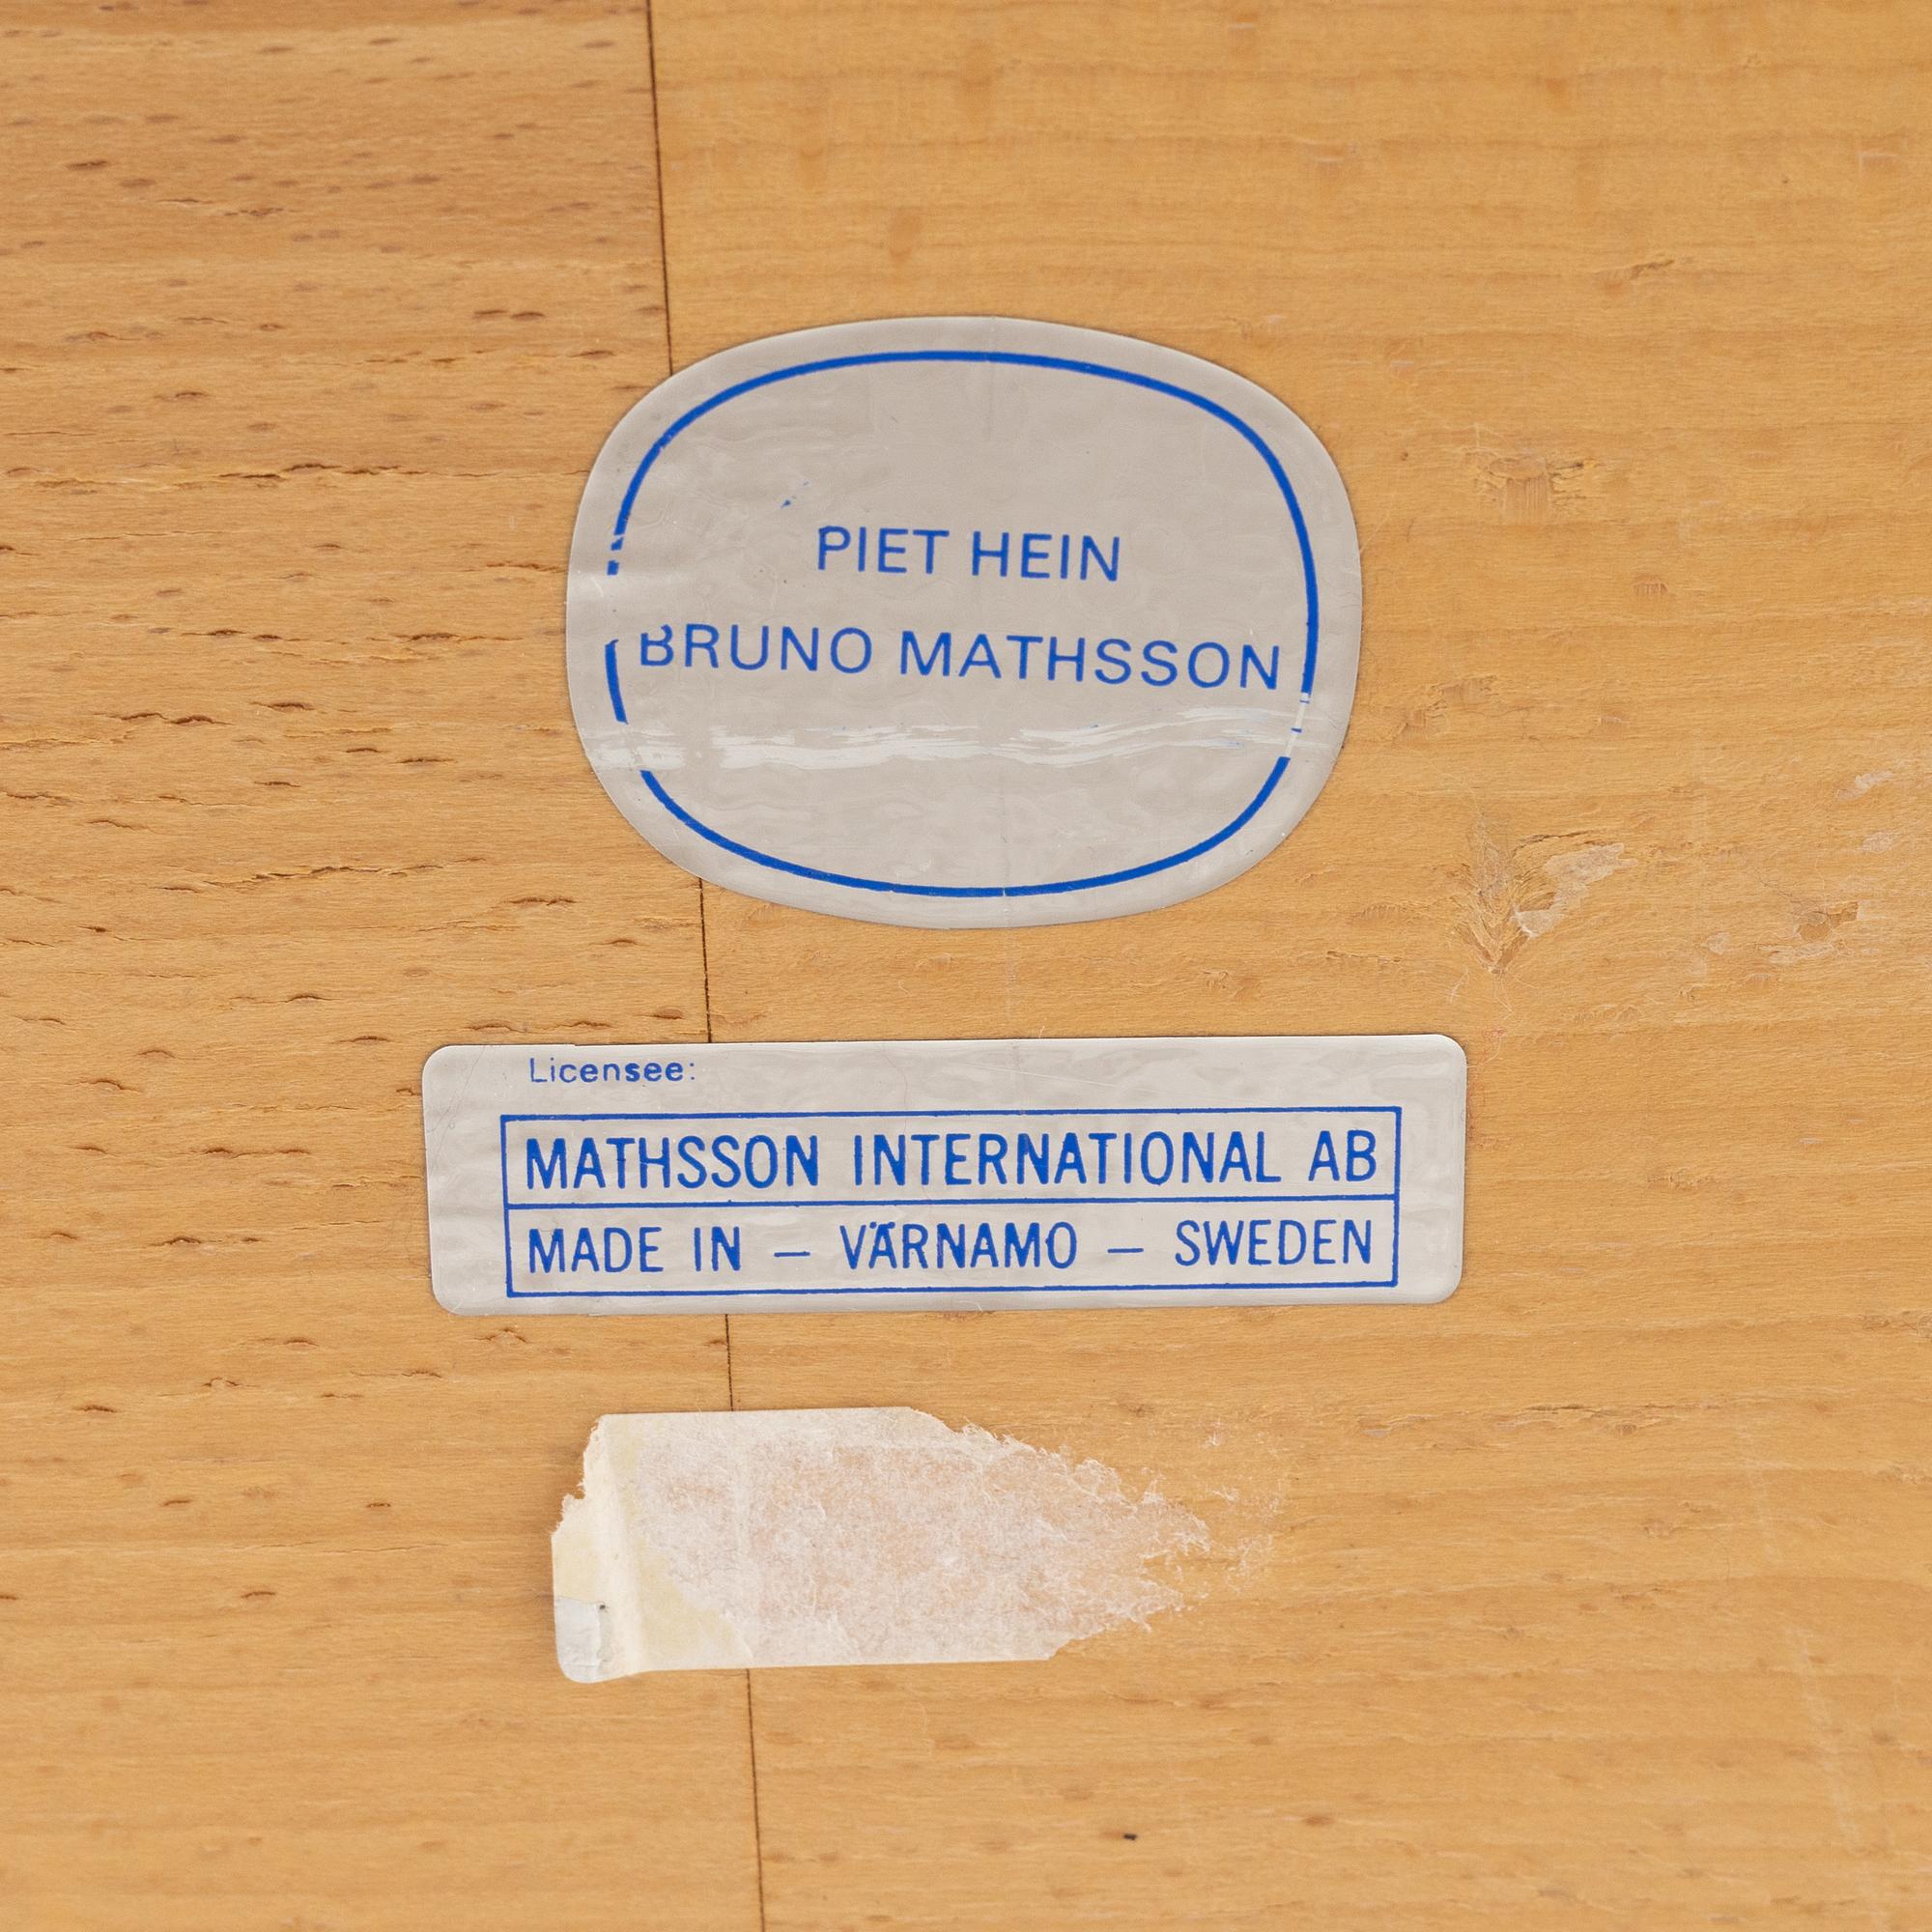 PIET HEIN
BRUNO MATHSSON
Licensee:
MATHSSON INTERNATIONAL AB
MADE IN – VÄRNAMO – SWEDEN